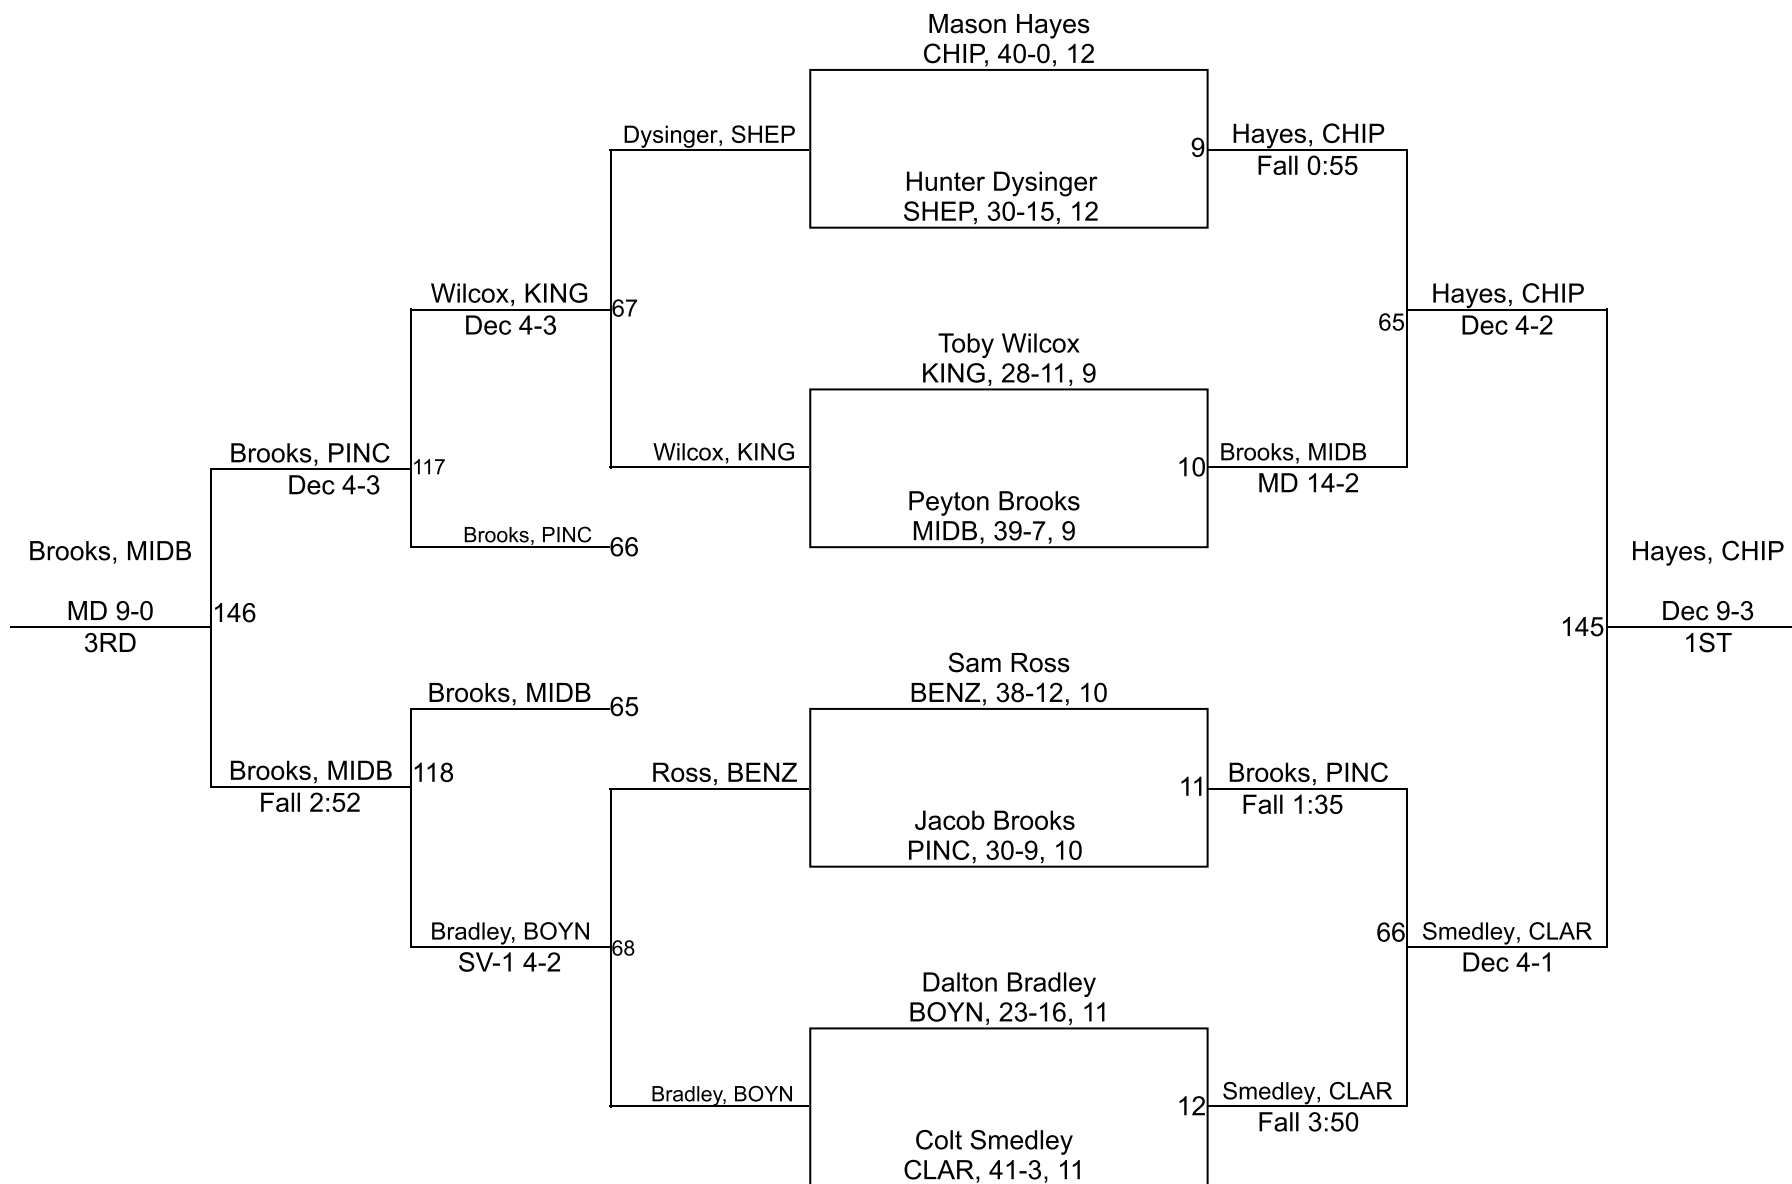 Mason Hayes
CHIP, 40-0, 12
Dysinger, SHEP
9
Hayes, CHIP
Fall 0:55
Hunter Dysinger
SHEP, 30-15, 12
Wilcox, KING
Dec 4-3
67
Hayes, CHIP
Dec 4-2
65
Toby Wilcox
KING, 28-11, 9
Brooks, PINC
Dec 4-3
117
Wilcox, KING
10
Brooks, MIDB
MD 14-2
Peyton Brooks
MIDB, 39-7, 9
Brooks, PINC
66
Brooks, MIDB
MD 9-0
3RD
146
Hayes, CHIP
145
Dec 9-3
1ST
Sam Ross
BENZ, 38-12, 10
Brooks, MIDB
65
Brooks, MIDB
Fall 2:52
118
Ross, BENZ
11
Brooks, PINC
Fall 1:35
Jacob Brooks
PINC, 30-9, 10
Bradley, BOYN
SV-1 4-2
68
66
Smedley, CLAR
Dec 4-1
Dalton Bradley
BOYN, 23-16, 11
Bradley, BOYN
12
Smedley, CLAR
Fall 3:50
Colt Smedley
CLAR, 41-3, 11